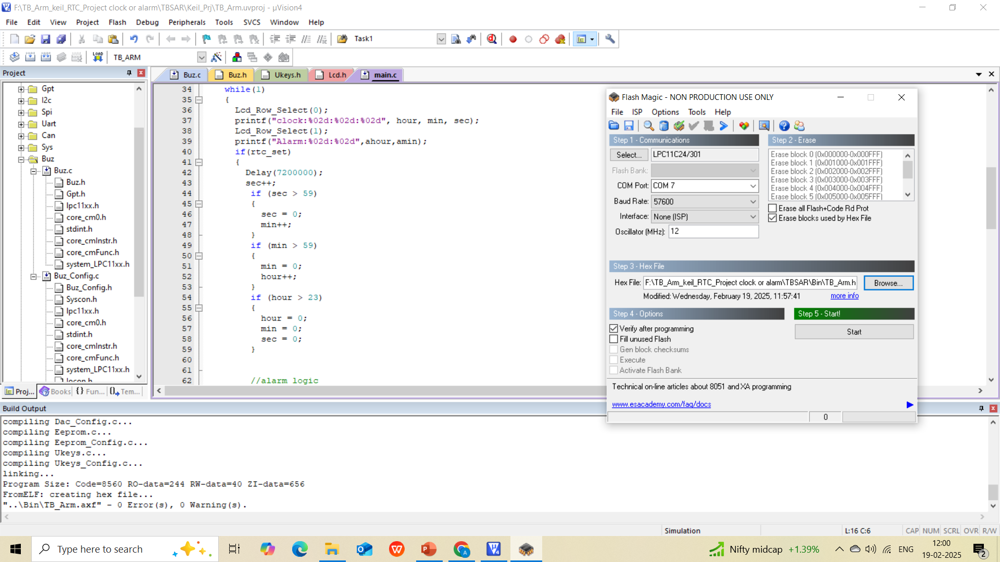 F:\TB_Arm_keil_RTC_Project clock or alarm\TBSAR\Keil_Prj\TB_Arm.uvproj - µVision4
File Edit View Project Flash Debug Peripherals Tools SVCS Window Help
Task1
LOAD TB_ARM
Project
Gpt
I2c
Spi
Uart
Can
Sys
Buz
Buz.c
Buz.h
Gpt.h
lpc11xx.h
core_cm0.h
stdint.h
core_cmInstr.h
core_cmFunc.h
system_LPC11xx.h
Buz_Config.c
Buz_Config.h
Syscon.h
lpc11xx.h
core_cm0.h
stdint.h
core_cmInstr.h
core_cmFunc.h
system_LPC11xx.h
Iocon.h
Proj... Books {} Fun... Tem...
Buz.c Buz.h Ukeys.h Lcd.h main.c
34 while(1)
35 {
36 Lcd_Row_Select(0);
37 printf("clock:%02d:%02d:%02d", hour, min, sec);
38 Lcd_Row_Select(1);
39 printf("Alarm:%02d:%02d",ahour,amin);
40 if(rtc_set)
41 {
42 Delay(7200000);
43 sec++;
44 if (sec > 59)
45 {
46 sec = 0;
47 min++;
48 }
49 if (min > 59)
50 {
51 min = 0;
52 hour++;
53 }
54 if (hour > 23)
55 {
56 hour = 0;
57 min = 0;
58 sec = 0;
59 }
60
61
62 //alarm logic
Flash Magic - NON PRODUCTION USE ONLY
File ISP Options Tools Help
Step 1 - Communications
Select... LPC11C24/301
Flash Bank:
COM Port: COM 7
Baud Rate: 57600
Interface: None (ISP)
Oscillator (MHz): 12
Step 2 - Erase
Erase block 0 (0x000000-0x000FFF)
Erase block 1 (0x001000-0x001FFF)
Erase block 2 (0x002000-0x002FFF)
Erase block 3 (0x003000-0x003FFF)
Erase block 4 (0x004000-0x004FFF)
Erase block 5 (0x005000-0x005FFF)
Erase all Flash+Code Rd Prot
Erase blocks used by Hex File
Step 3 - Hex File
Hex File: F:\TB_Arm_keil_RTC_Project clock or alarm\TBSAR\Bin\TB_Arm.h Browse...
Modified: Wednesday, February 19, 2025, 11:57:41 more info
Step 4 - Options
Verify after programming
Fill unused Flash
Gen block checksums
Execute
Activate Flash Bank
Step 5 - Start!
Start
Technical on-line articles about 8051 and XA programming
www.esacademy.com/faq/docs
0
Build Output
compiling Dac_Config.c...
compiling Eeprom.c...
compiling Eeprom_Config.c...
compiling Ukeys.c...
compiling Ukeys_Config.c...
linking...
Program Size: Code=8560 RO-data=244 RW-data=40 ZI-data=656
FromELF: creating hex file...
"..\Bin\TB_Arm.axf" - 0 Error(s), 0 Warning(s).
Simulation L:16 C:6 CAP NUM SCRL OVR R/W
Type here to search
Nifty midcap +1.39%
ENG
12:00
19-02-2025
2